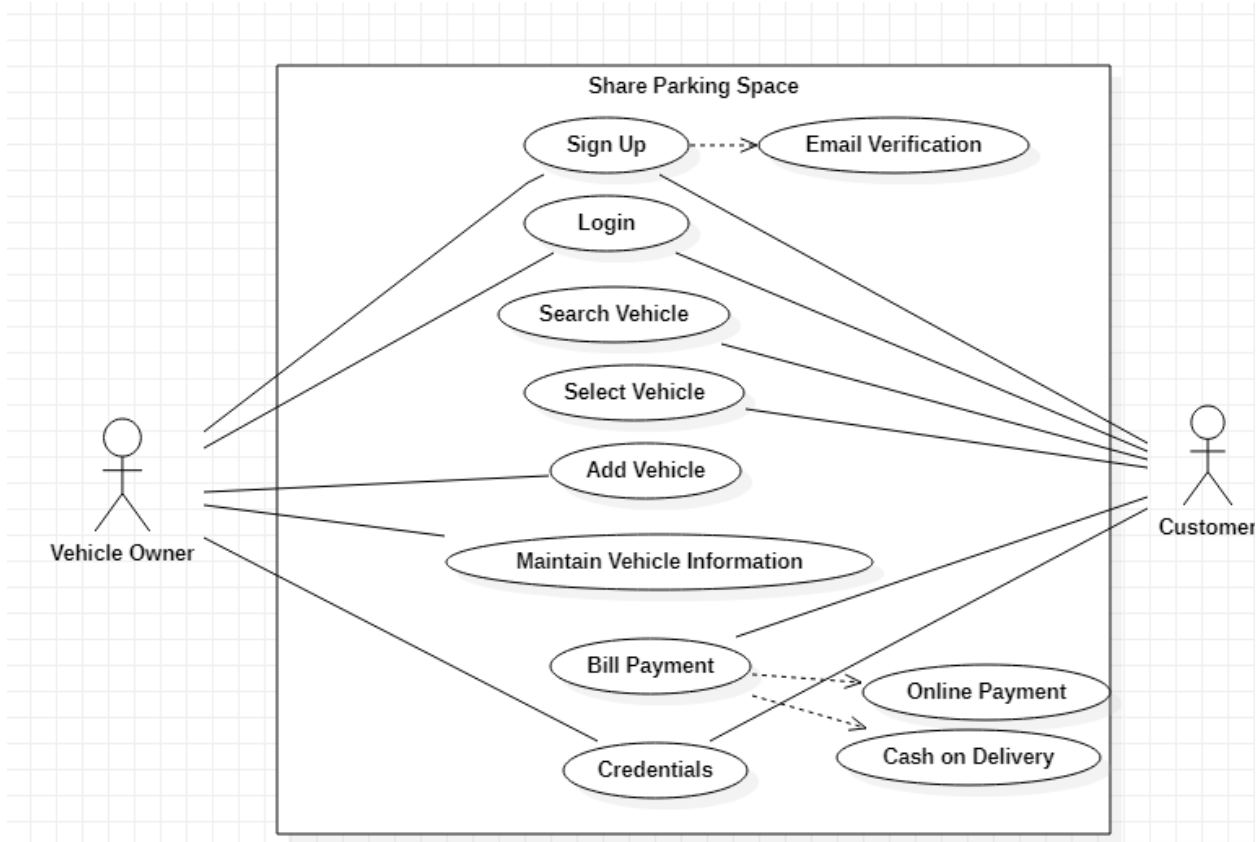 Share Parking Space
Sign Up
Email Verification
Login
Search Vehicle
Select Vehicle
Add Vehicle
Vehicle Owner
Customer
Maintain Vehicle Information
Bill Payment
Online Payment
Cash on Delivery
Credentials